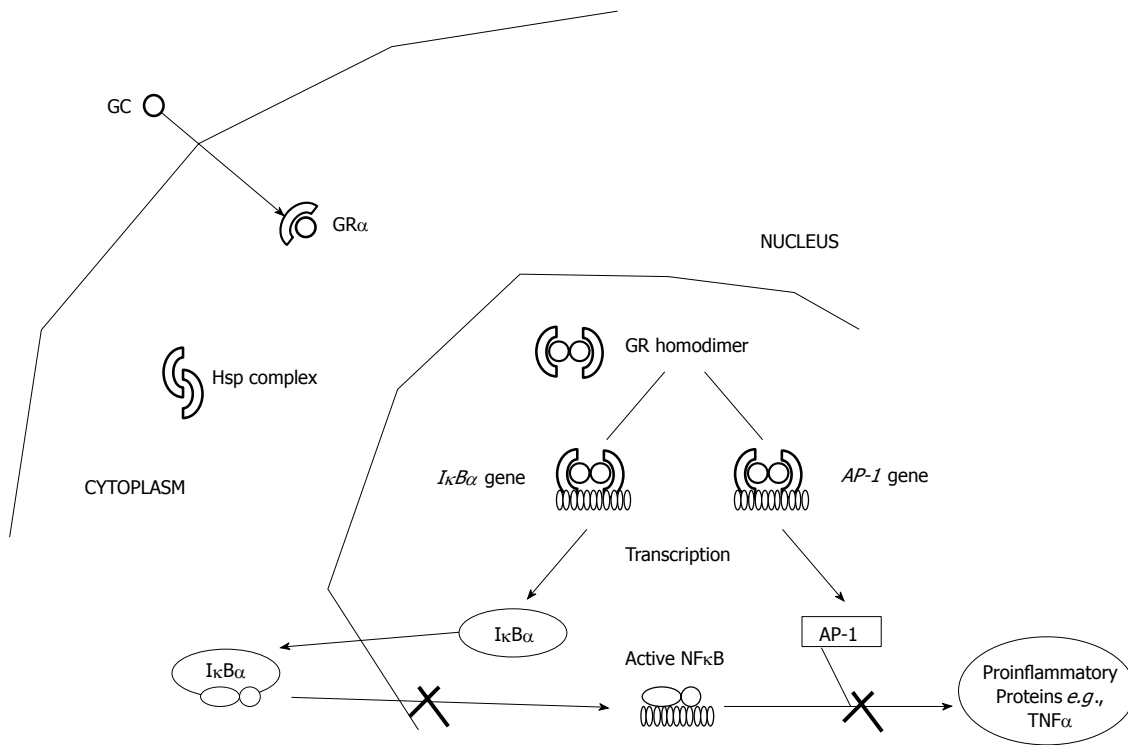 GC
GRα
NUCLEUS
GR homodimer
Hsp complex
IκBα gene
AP-1 gene
CYTOPLASM
Transcription
IκBα
AP-1
IκBα
Active NFκB
Proinflammatory
Proteins e.g.,
TNFα